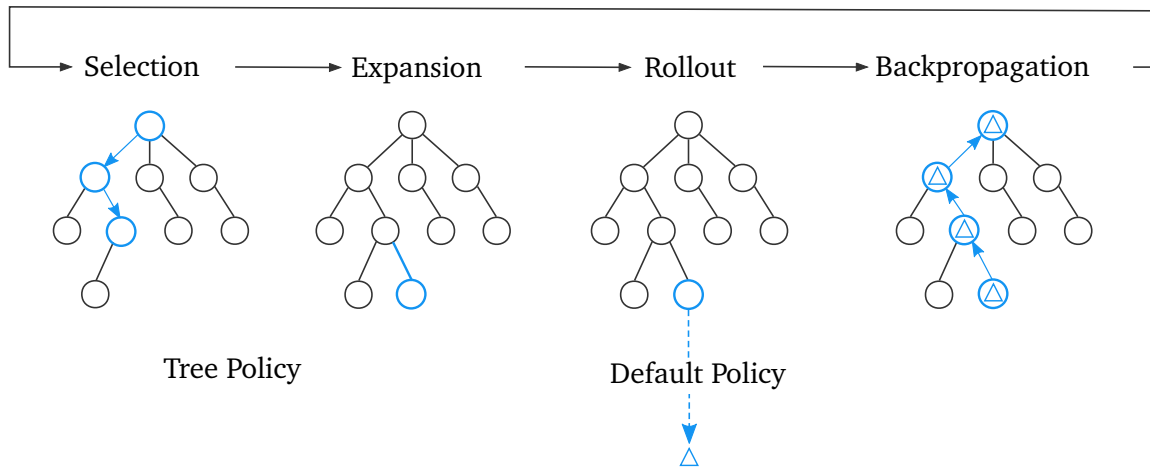 Selection Expansion Rollout Backpropagation
Tree Policy Default Policy